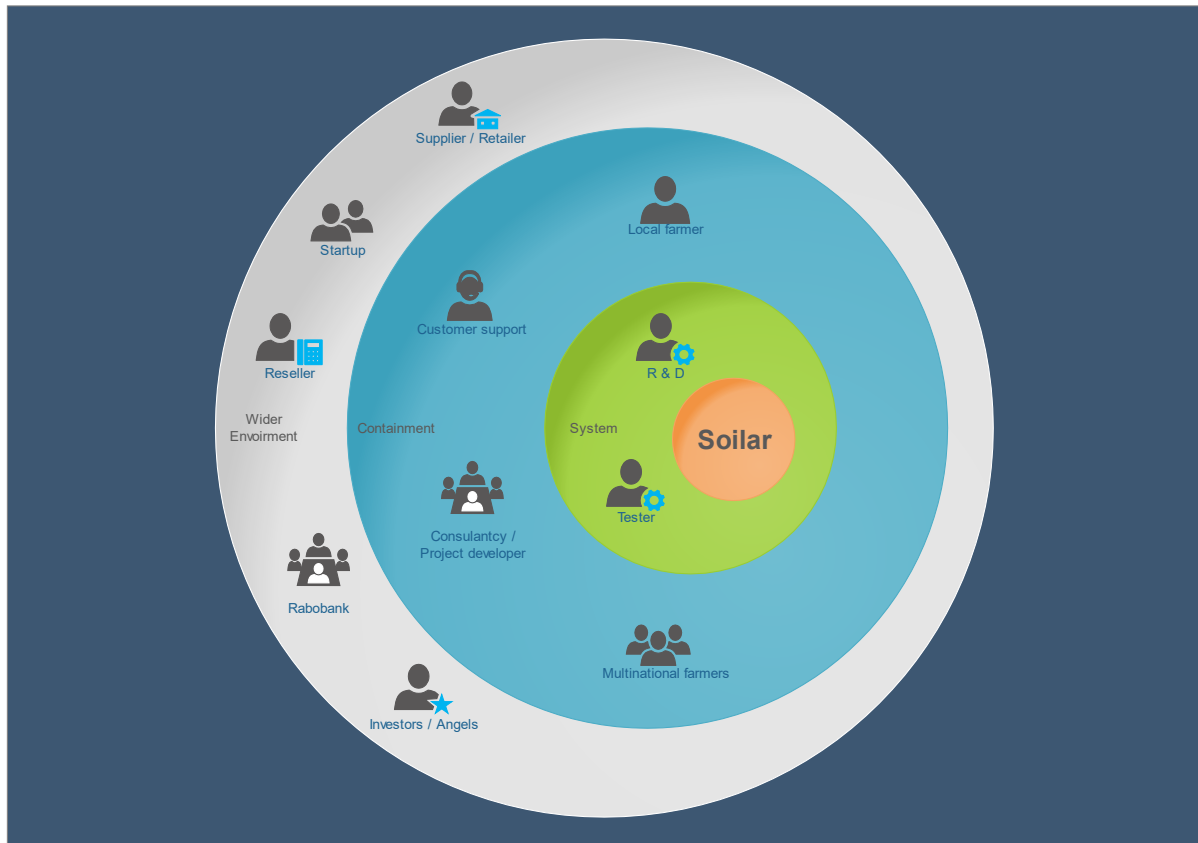 Supplier / Retailer
Startup
Local farmer
Customer support
Reseller
R & D
Wider
Envoirment
Containment
System
Soilar
Tester
Consulantcy /
Project developer
Rabobank
Multinational farmers
Investors / Angels